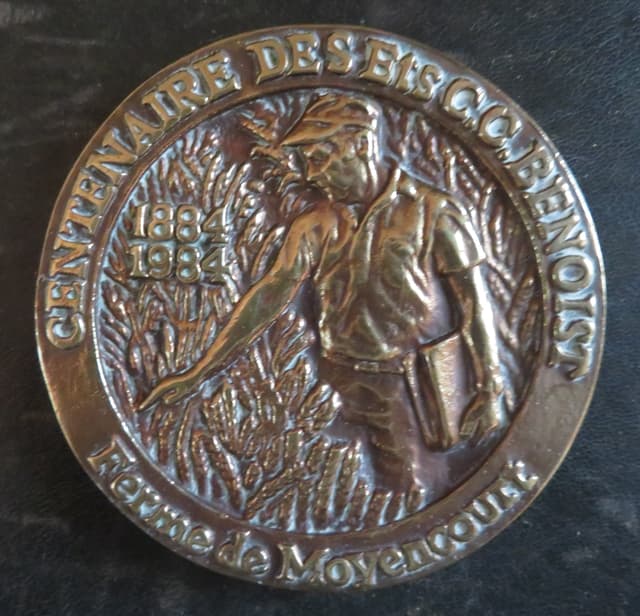 CENTENAIRE DES Ets C.C. BENOIST
1884
1984
Ferme de Moyencourt